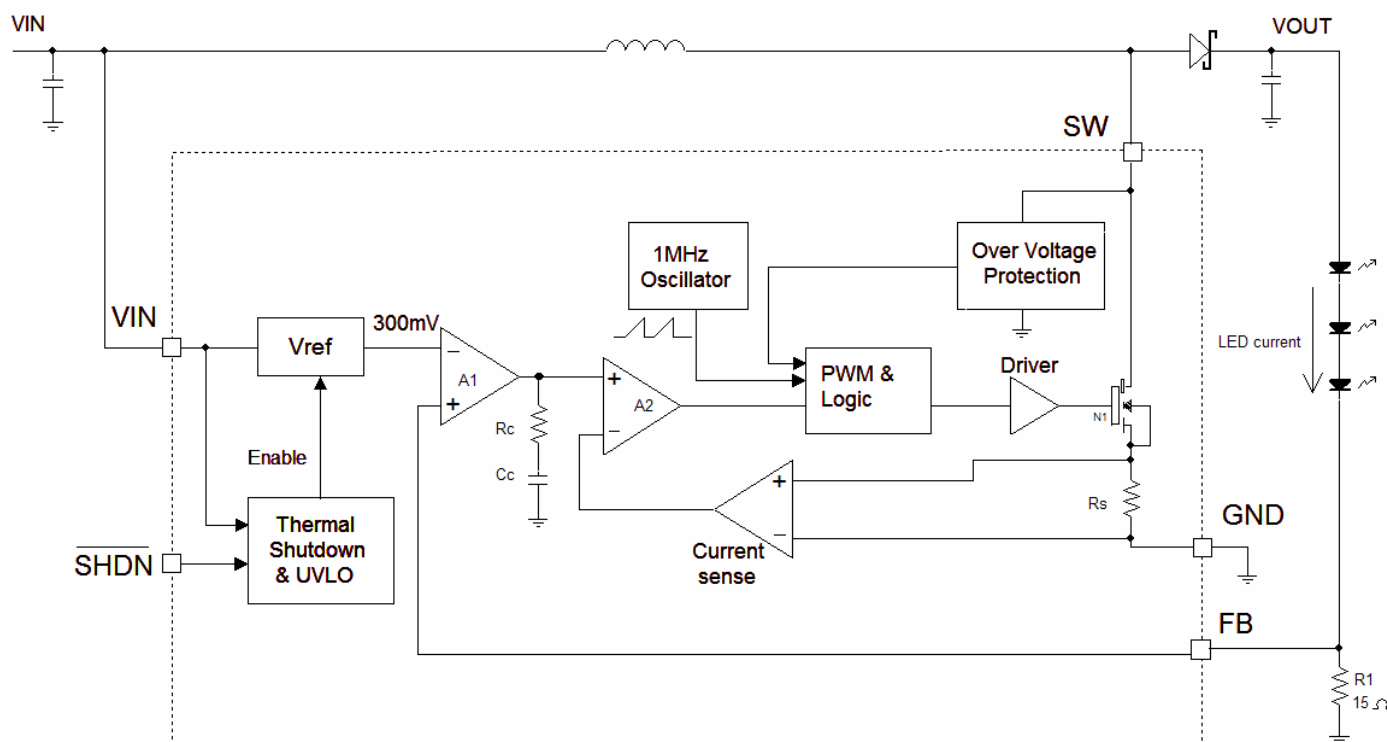 VIN
VOUT
SW
1MHz
Oscillator
Over Voltage
Protection
VIN
Vref
300mV
−
A1
+
+
A2
−
PWM &
Logic
Driver
N1
LED current
Rc
Cc
Enable
+
−
Current
sense
Rs
GND
Thermal
Shutdown
& UVLO
SHDN
FB
R1
15 Ω